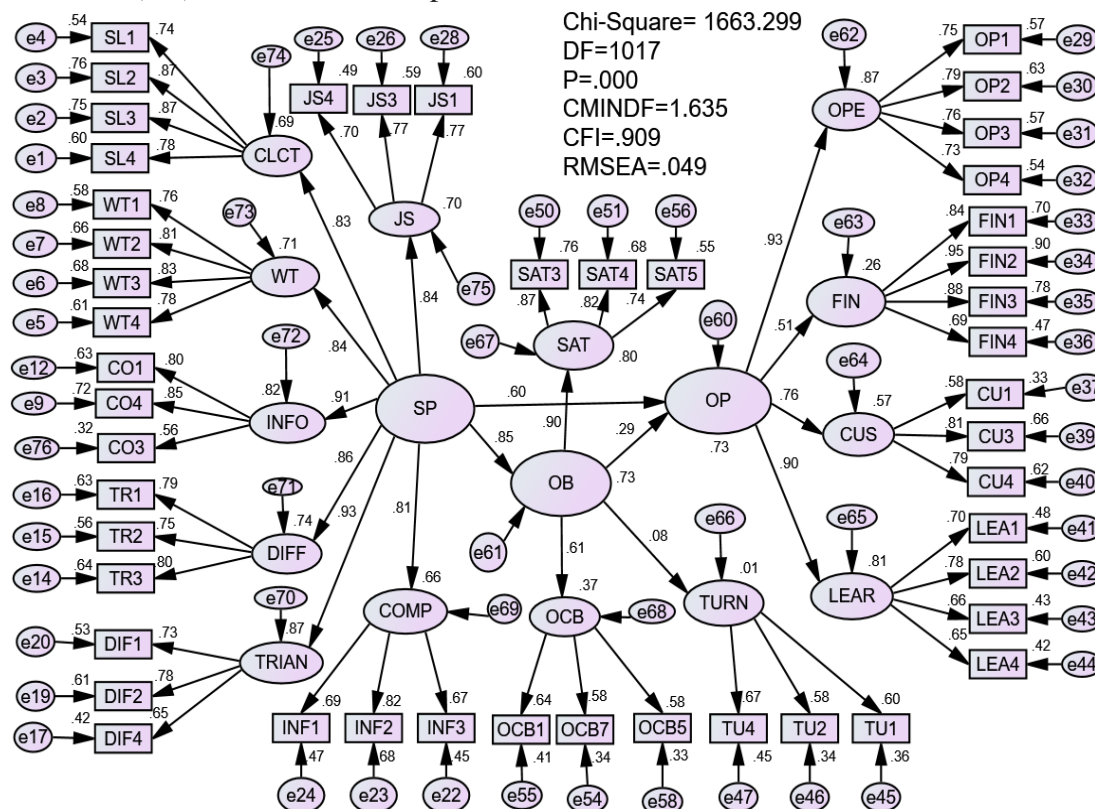 Chi-Square= 1663.299
DF=1017
P=.000
CMINDF=1.635
CFI=.909
RMSEA=.049
e4 .54 SL1 .74
e3 .76 SL2 .87
e2 .75 SL3 .87
e1 .60 SL4 .78
e74 .69 CLCT
e8 .58 WT1 .76
e7 .66 WT2 .81
e6 .68 WT3 .83
e5 .61 WT4 .78
e73 .71 WT
e12 .63 CO1 .80
e9 .72 CO4 .85
e76 .32 CO3 .56
e72 .82 INFO
e16 .63 TR1 .79
e15 .56 TR2 .75
e14 .64 TR3 .80
e71 .74 DIFF
e20 .53 DIF1 .73
e19 .61 DIF2 .78
e17 .42 DIF4 .65
e70 .87 TRIAN
e25 e26 e28
.49 .59 .60
JS4 JS3 JS1
.70 .77 .77
JS .70
e75
.83 .84 .84 .91 .86 .93 .81
SP
.60 .85
e50 e51 e56
.76 .68 .55
SAT3 SAT4 SAT5
.87 .82 .74
e67 SAT .80
.90 .29
OB .73
e61
.61 .08
e60
OP
.73
.93 .51 .76 .90
.66
COMP e69
.69 .82 .67
INF1 INF2 INF3
.47 .68 .45
e24 e23 e22
.37
OCB e68
.64 .58 .58
OCB1 OCB7 OCB5
.41 .34 .33
e55 e54 e58
e66
.01
TURN
.67 .58 .60
TU4 TU2 TU1
.45 .34 .36
e47 e46 e45
e62 .87 OPE
.75 OP1 .57 e29
.79 OP2 .63 e30
.76 OP3 .57 e31
.73 OP4 .54 e32
e63 .26 FIN
.84 FIN1 .70 e33
.95 FIN2 .90 e34
.88 FIN3 .78 e35
.69 FIN4 .47 e36
e64 .57 CUS
.58 CU1 .33 e37
.81 CU3 .66 e39
.79 CU4 .62 e40
e65 .81 LEAR
.70 LEA1 .48 e41
.78 LEA2 .60 e42
.66 LEA3 .43 e43
.65 LEA4 .42 e44